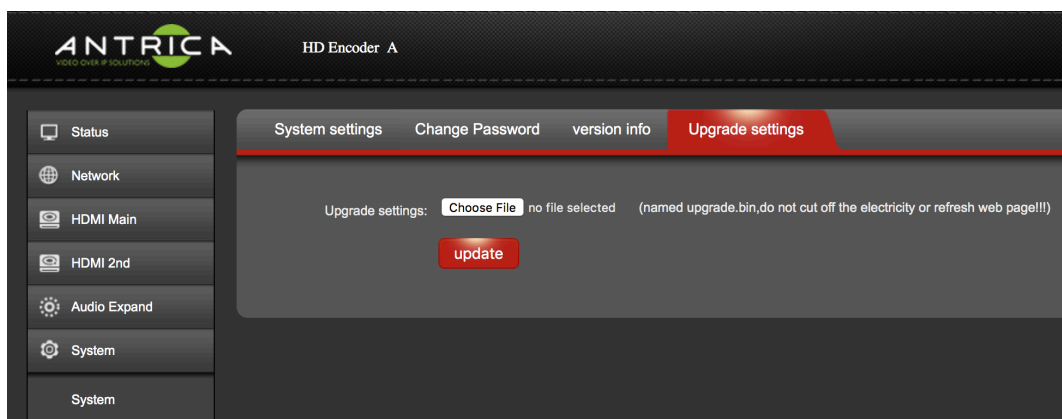 ANTRICA
VIDEO OVER IP SOLUTIONS
HD Encoder A
Status
Network
HDMI Main
HDMI 2nd
Audio Expand
System
System
System settings Change Password version info Upgrade settings
Upgrade settings: Choose File no file selected (named upgrade.bin,do not cut off the electricity or refresh web page!!!)
update